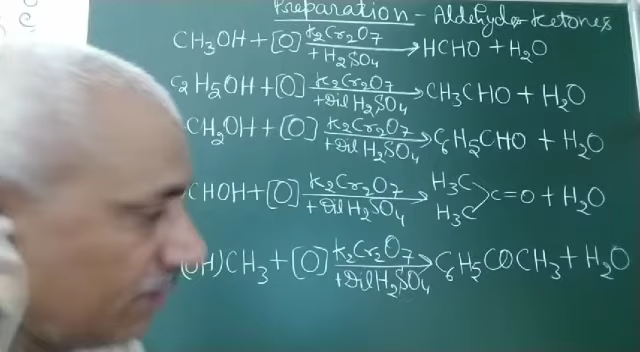 Preparation - Aldehyde Ketones
CH3OH + [O] K2Cr2O7 + H2SO4 → HCHO + H2O
C2H5OH + [O] K2Cr2O7 + Dil H2SO4 → CH3CHO + H2O
CH2OH + [O] K2Cr2O7 + Dil H2SO4 → C6H5CHO + H2O
CHOH + [O] K2Cr2O7 + Dil H2SO4 → H3C H3C > C=O + H2O
(OH)CH3 + [O] K2Cr2O7 + Dil H2SO4 → C6H5COCH3 + H2O